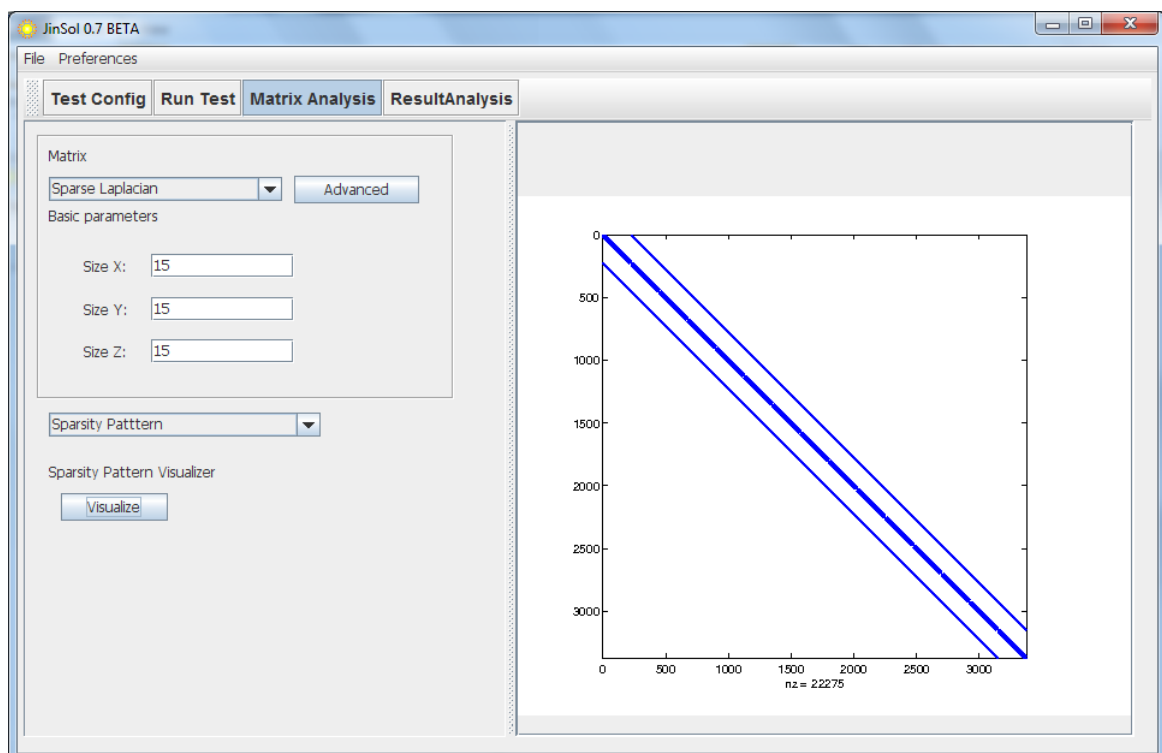 JinSol 0.7 BETA
File Preferences
Test Config Run Test Matrix Analysis ResultAnalysis
Matrix
Sparse Laplacian Advanced
Basic parameters
Size X: 15
Size Y: 15
Size Z: 15
Sparsity Patttern
Sparsity Pattern Visualizer
Visualize
0
500
1000
1500
2000
2500
3000
0 500 1000 1500 2000 2500 3000
nz = 22275